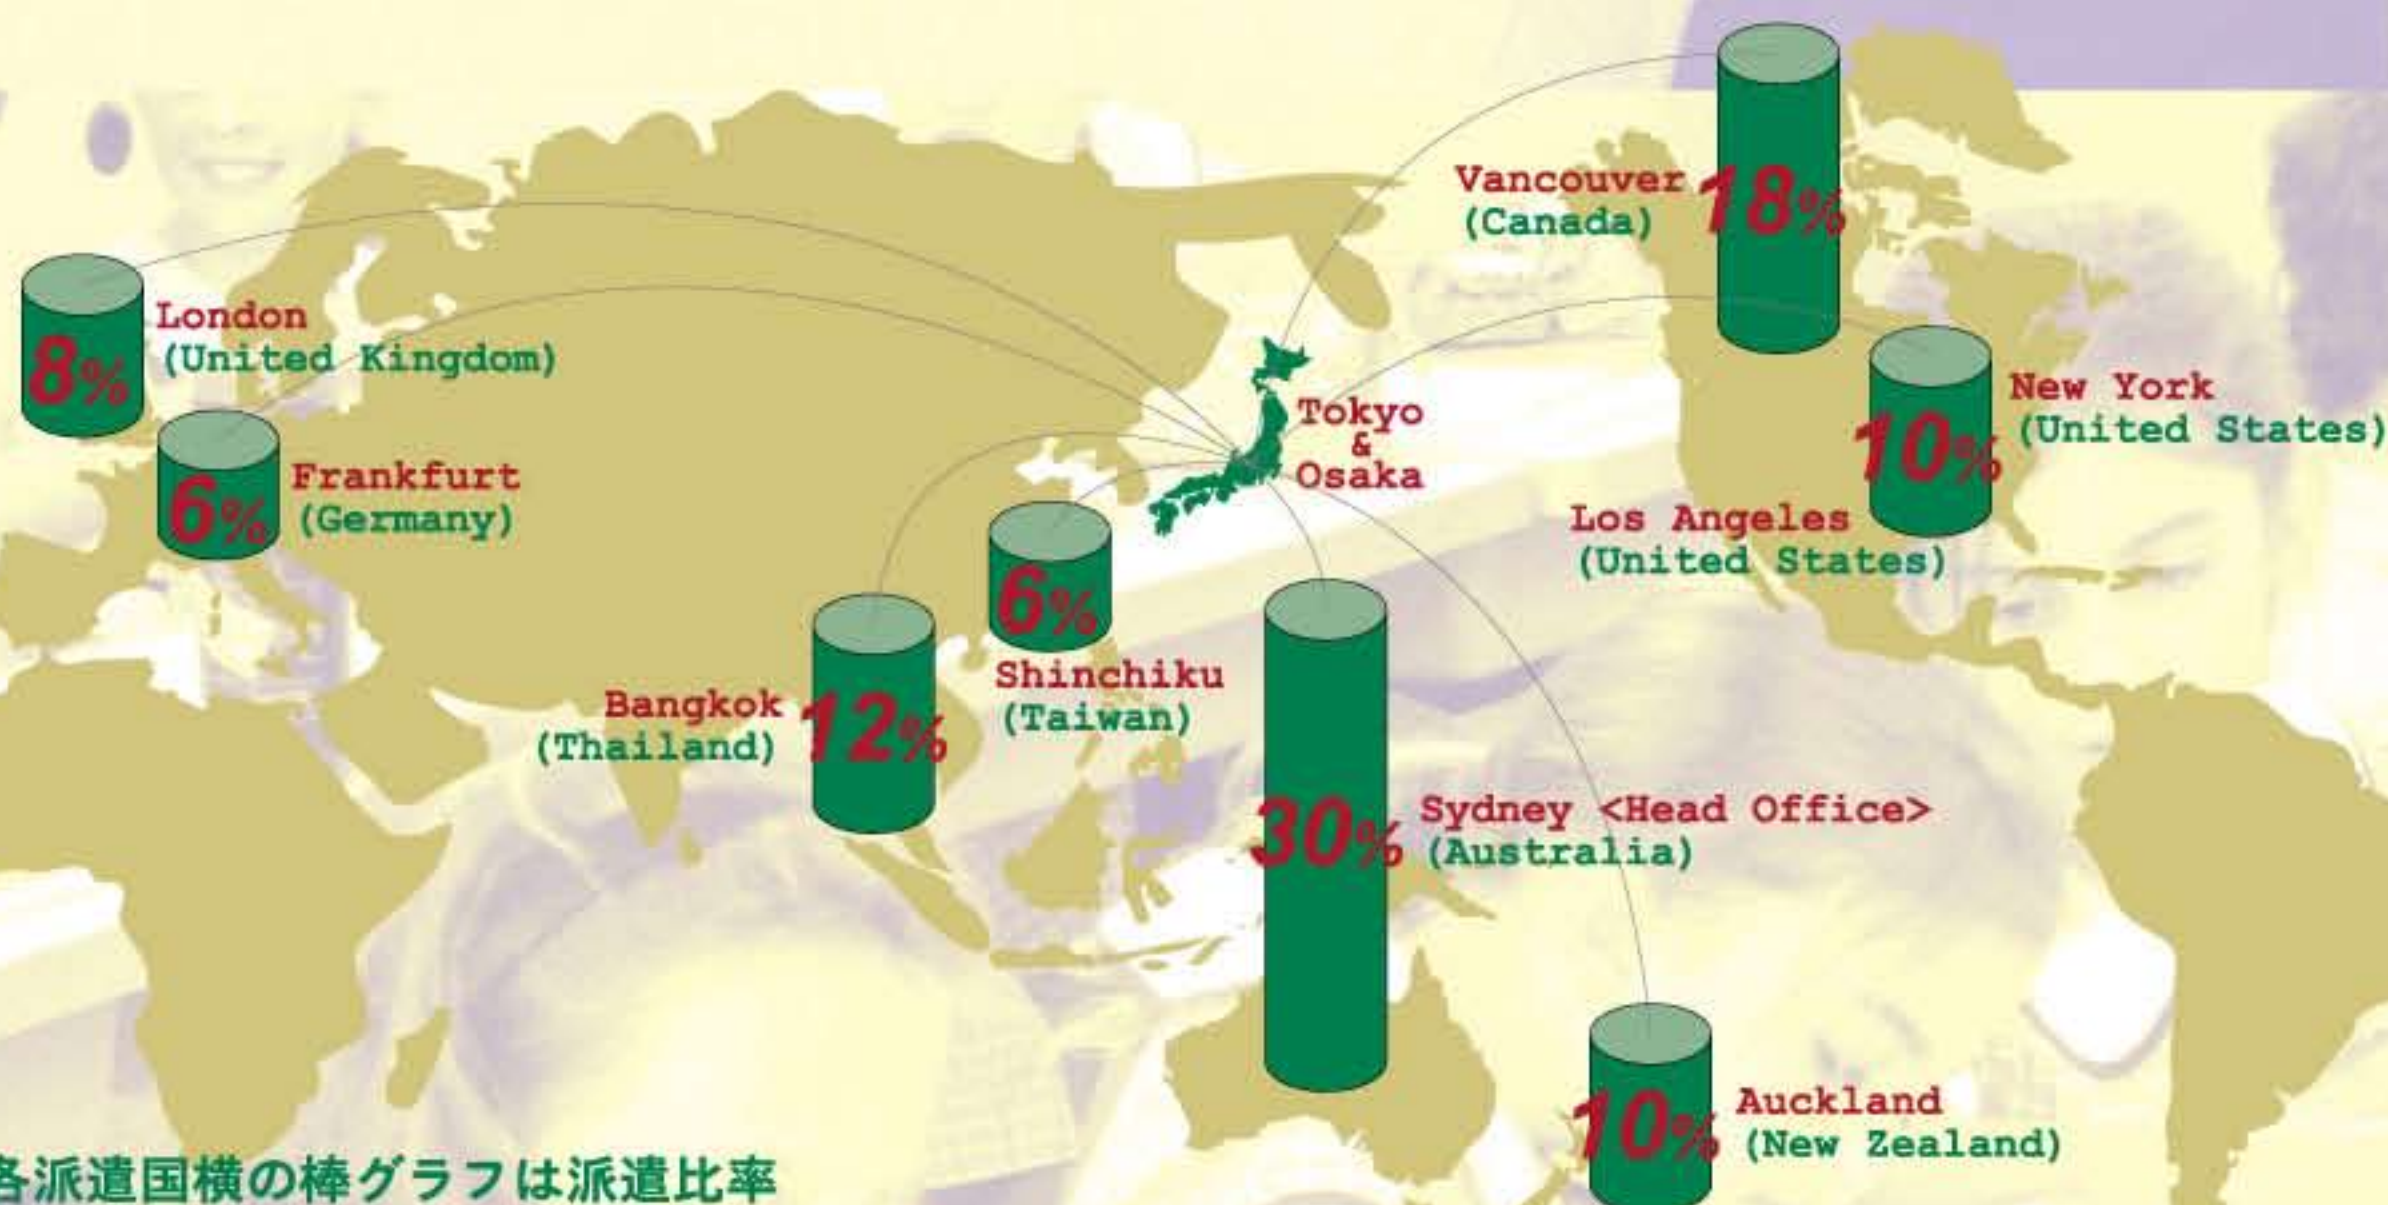 Vancouver
(Canada)
18%
London
(United Kingdom)
8%
New York
(United States)
10%
Tokyo
&
Osaka
Frankfurt
(Germany)
6%
Los Angeles
(United States)
6%
Shinchiku
(Taiwan)
Bangkok
(Thailand)
12%
30%
Sydney <Head Office>
(Australia)
10%
Auckland
(New Zealand)
各派遣国横の棒グラフは派遣比率